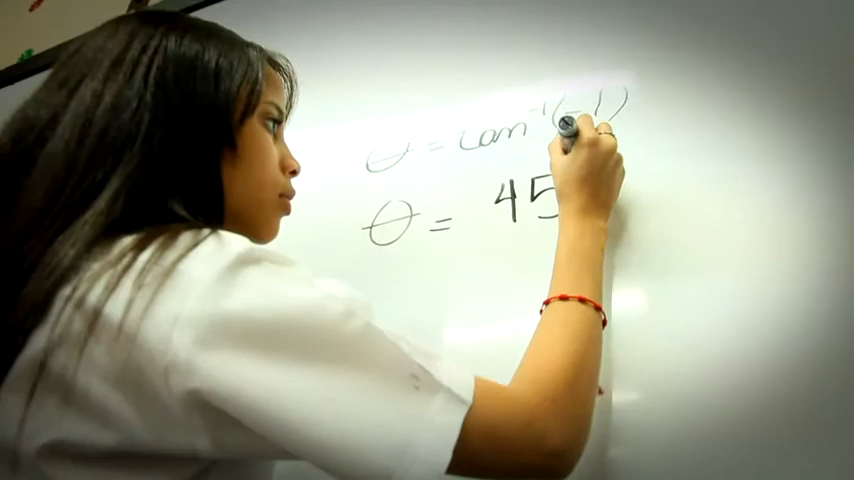 θ = tan⁻¹(-1)
θ = 45